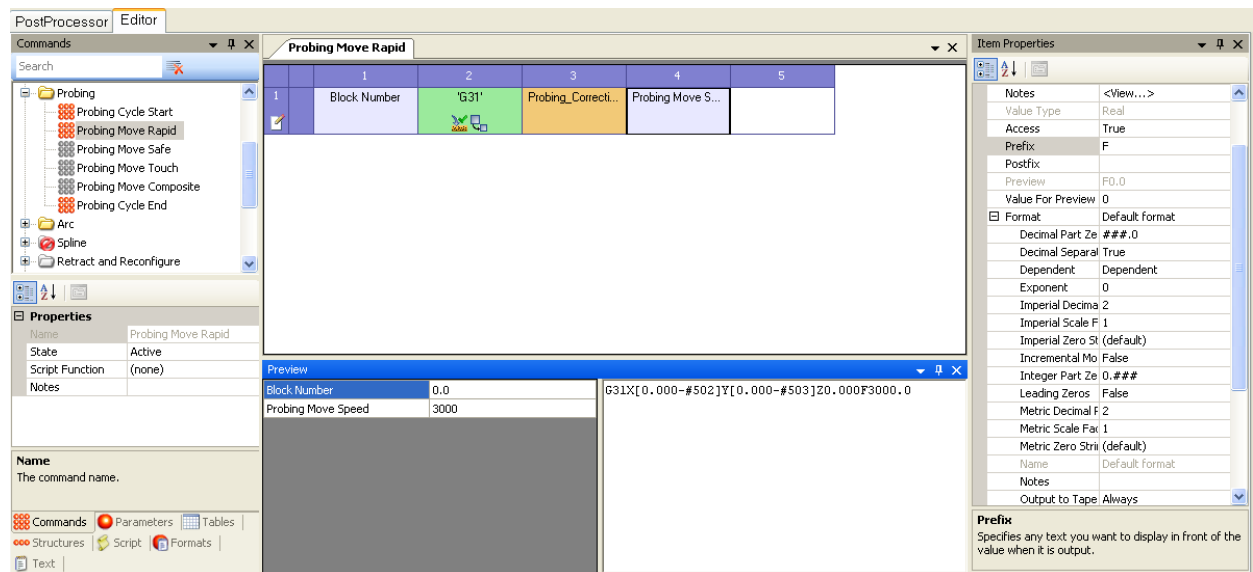 PostProcessor Editor
Commands
Search
Probing
Probing Cycle Start
Probing Move Rapid
Probing Move Safe
Probing Move Touch
Probing Move Composite
Probing Cycle End
Arc
Spline
Retract and Reconfigure
Properties
Name Probing Move Rapid
State Active
Script Function (none)
Notes
Name
The command name.
Commands Parameters Tables
Structures Script Formats
Text
Probing Move Rapid
1 2 3 4 5
1 Block Number 'G31' Probing_Correcti... Probing Move S...
Preview
Block Number 0.0
Probing Move Speed 3000
G31X[0.000-#502]Y[0.000-#503]Z0.000F3000.0
Item Properties
Notes <View...>
Value Type Real
Access True
Prefix F
Postfix
Preview F0.0
Value For Preview 0
Format Default format
Decimal Part Ze ###.0
Decimal Separat True
Dependent Dependent
Exponent 0
Imperial Decima 2
Imperial Scale F 1
Imperial Zero St (default)
Incremental Mo False
Integer Part Ze 0.###
Leading Zeros False
Metric Decimal F 2
Metric Scale Fac 1
Metric Zero Strii (default)
Name Default format
Notes
Output to Tape Always
Prefix
Specifies any text you want to display in front of the
value when it is output.